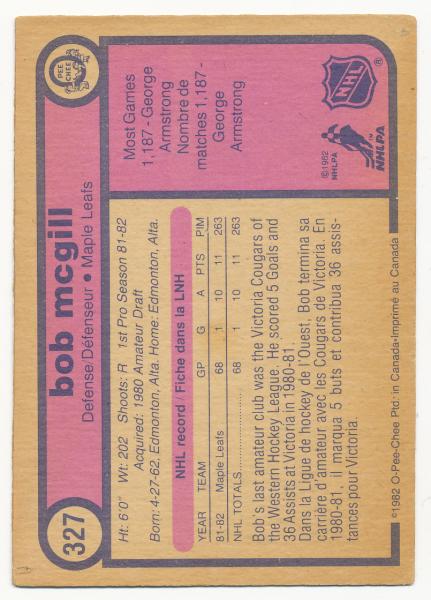 327
bob mcgill
Defense/Défenseur • Maple Leafs
O PEE CHEE
Ht: 6'0" Wt: 202 Shoots: R 1st Pro Season 81-82
Acquired: 1980 Amateur Draft
Born: 4-27-62, Edmonton, Alta. Home: Edmonton, Alta.
NHL record / Fiche dans la LNH
YEAR TEAM GP G A PTS PIM
81-82 Maple Leafs 68 1 10 11 263
NHL TOTALS 68 1 10 11 263
Bob's last amateur club was the Victoria Cougars of
the Western Hockey League. He scored 5 Goals and
36 Assists at Victoria in 1980-81.
Dans la Ligue de hockey de l'Ouest, Bob termina sa
carrière d'amateur avec les Cougars de Victoria. En
1980-81, il marqua 5 buts et contribua 36 assis-
tances pour Victoria.
©1982 O-Pee-Chee Ptd: in Canada-Imprimé au Canada
Most Games
1,187 - George
Armstrong
Nombre de
matches 1,187 -
George
Armstrong
©1982
NHLPA
NHLPA
TM
NHL
®